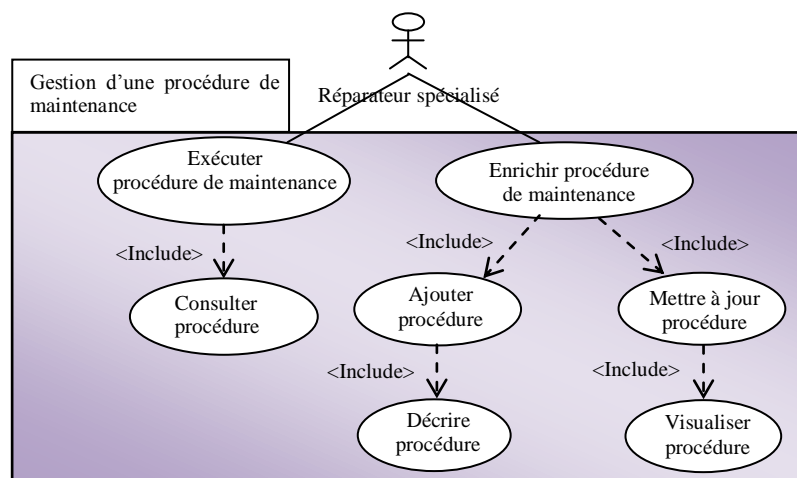 Gestion d'une procédure de
maintenance
Réparateur spécialisé
Exécuter
procédure de maintenance
Enrichir procédure
de maintenance
<Include>
<Include>
<Include>
Consulter
procédure
Ajouter
procédure
Mettre à jour
procédure
<Include>
<Include>
Décrire
procédure
Visualiser
procédure